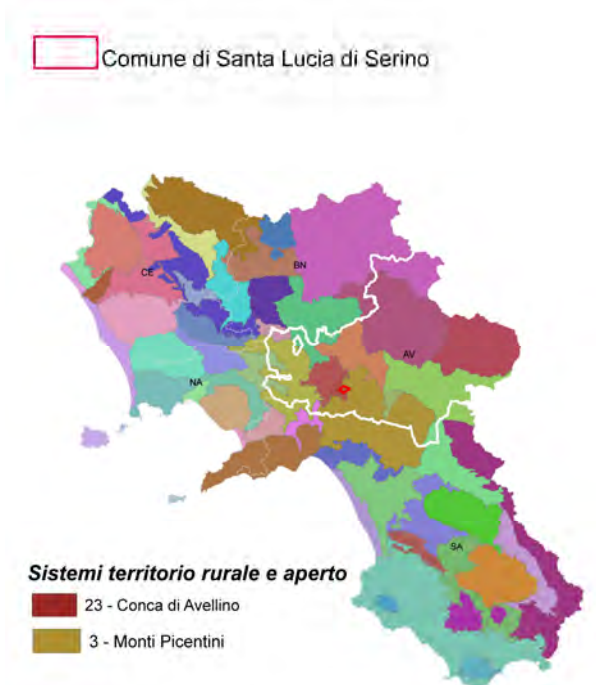 Comune di Santa Lucia di Serino
BN
CE
AV
NA
SA
Sistemi territorio rurale e aperto
23 - Conca di Avellino
3 - Monti Picentini